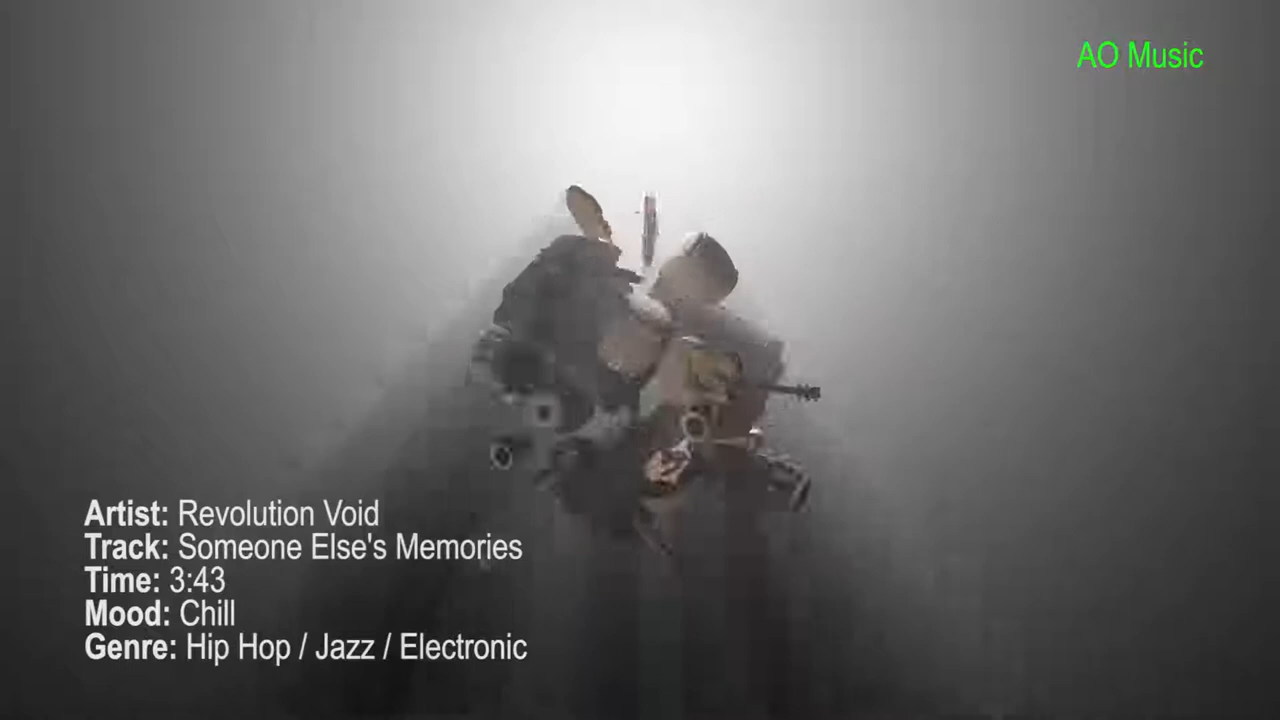 AO Music
Artist: Revolution Void
Track: Someone Else's Memories
Time: 3:43
Mood: Chill
Genre: Hip Hop / Jazz / Electronic